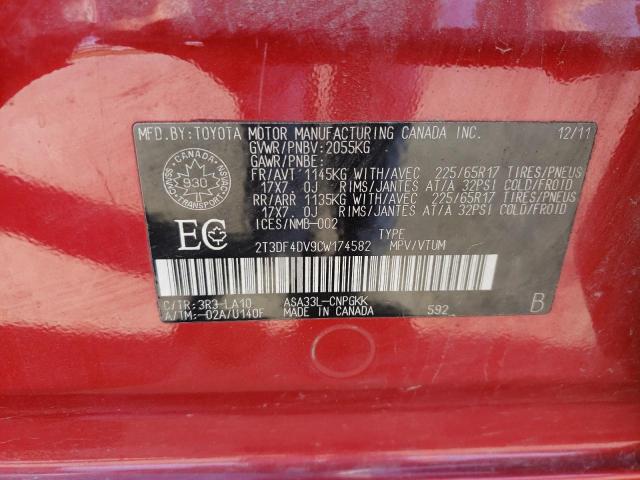 MFD.BY:TOYOTA MOTOR MANUFACTURING CANADA INC. 12/11
GVWR/PNBV:2055KG
GAWR/PNBE:
FR/AVT 1145KG WITH/AVEC 225/65R17 TIRES/PNEUS
17X7.0J RIMS/JANTES AT/A 32PSI COLD/FROID
RR/ARR 1135KG WITH/AVEC 225/65R17 TIRES/PNEUS
17X7.0J RIMS/JANTES AT/A 32PSI COLD/FROID
ICES/NMB-002
TYPE
2T3DF4DV9CW174582 MPV/VTUM
CANADA
930
TRANSPORT
EC
C/TR:3R3-LA10 ASA33L-CNPGKK
A/TM:-02A/U140F MADE IN CANADA 592 B